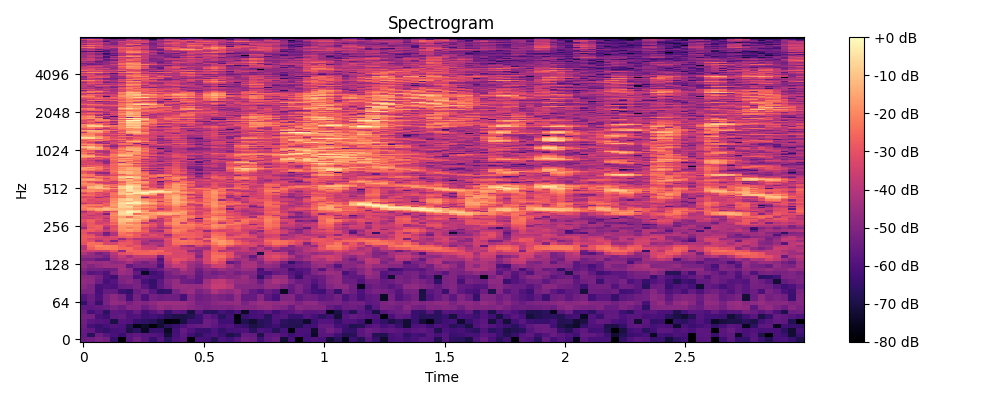 Spectrogram
Hz
4096
2048
1024
512
256
128
64
0
0
0.5
1
1.5
2
2.5
Time
+0 dB
-10 dB
-20 dB
-30 dB
-40 dB
-50 dB
-60 dB
-70 dB
-80 dB